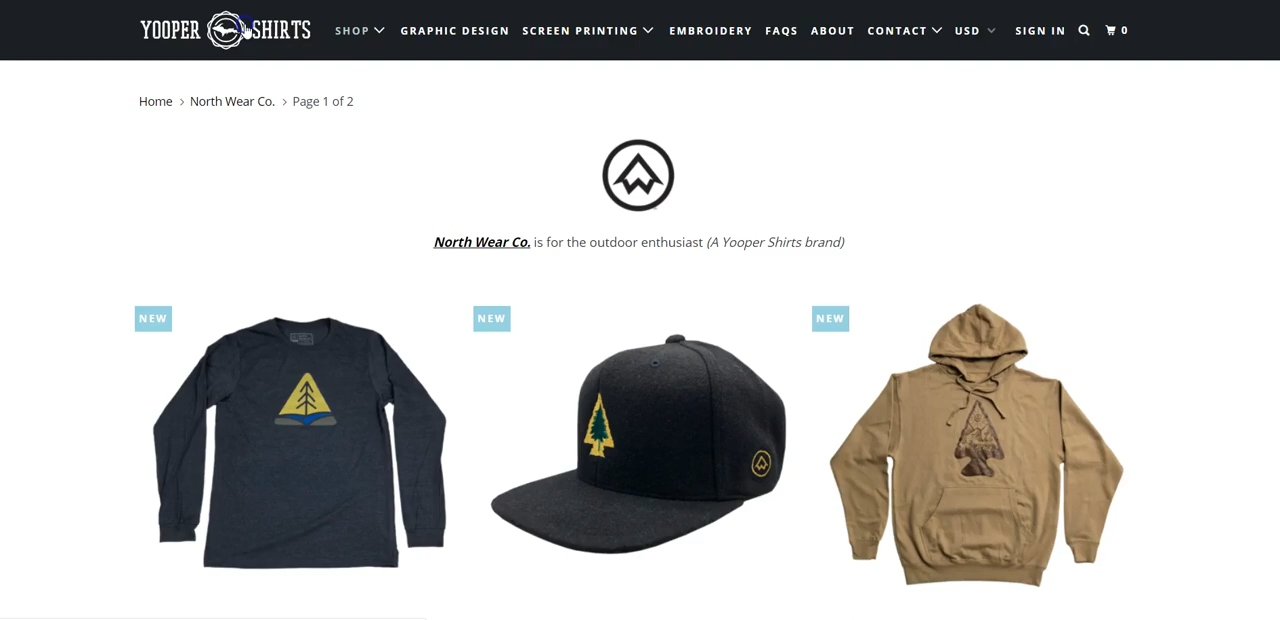 YOOPER SHIRTS SHOP GRAPHIC DESIGN SCREEN PRINTING EMBROIDERY FAQS ABOUT CONTACT USD SIGN IN 0
Home > North Wear Co. > Page 1 of 2
North Wear Co. is for the outdoor enthusiast (A Yooper Shirts brand)
NEW NEW NEW